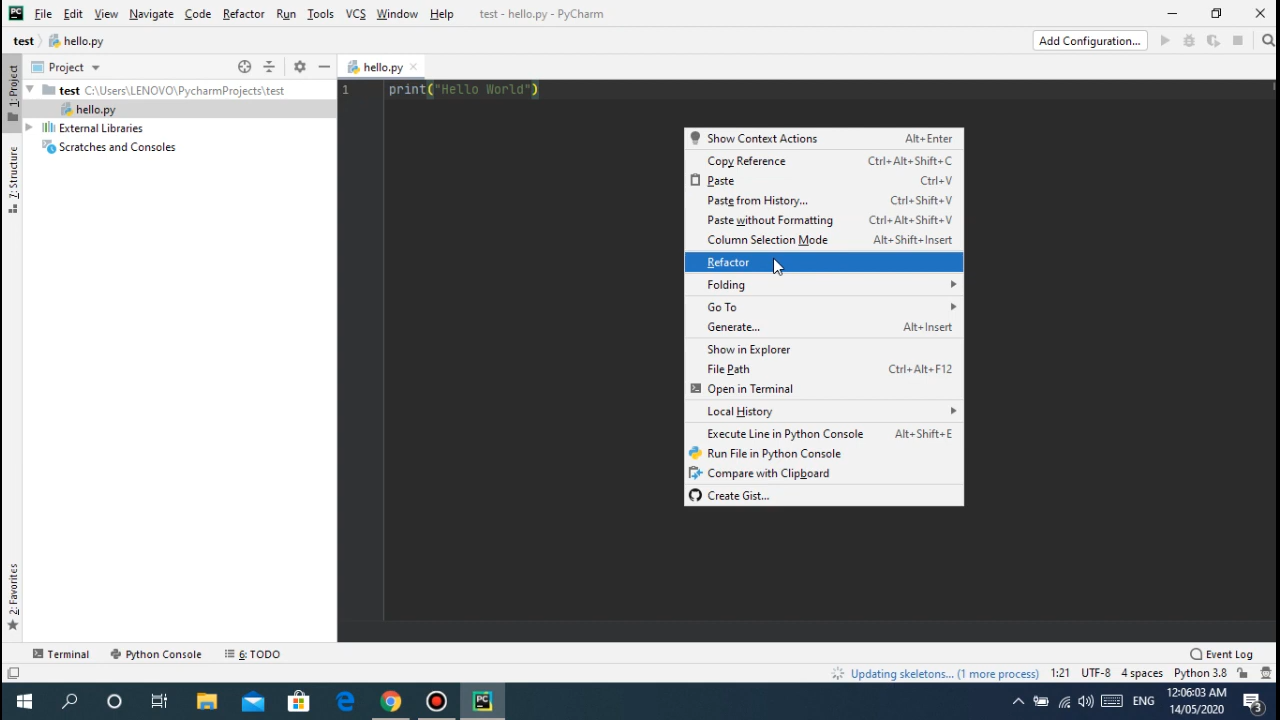 PC File Edit View Navigate Code Refactor Run Tools VCS Window Help test - hello.py - PyCharm
test hello.py Add Configuration...
1: Project
Project
hello.py
test C:\Users\LENOVO\PycharmProjects\test
hello.py
External Libraries
Scratches and Consoles
7: Structure
2: Favorites
1 print("Hello World")
Show Context Actions Alt+Enter
Copy Reference Ctrl+Alt+Shift+C
Paste Ctrl+V
Paste from History... Ctrl+Shift+V
Paste without Formatting Ctrl+Alt+Shift+V
Column Selection Mode Alt+Shift+Insert
Refactor
Folding
Go To
Generate... Alt+Insert
Show in Explorer
File Path Ctrl+Alt+F12
Open in Terminal
Local History
Execute Line in Python Console Alt+Shift+E
Run File in Python Console
Compare with Clipboard
Create Gist...
Terminal Python Console 6: TODO Event Log
Updating skeletons... (1 more process) 1:21 UTF-8 4 spaces Python 3.8
PC ENG 12:06:03 AM
14/05/2020
3